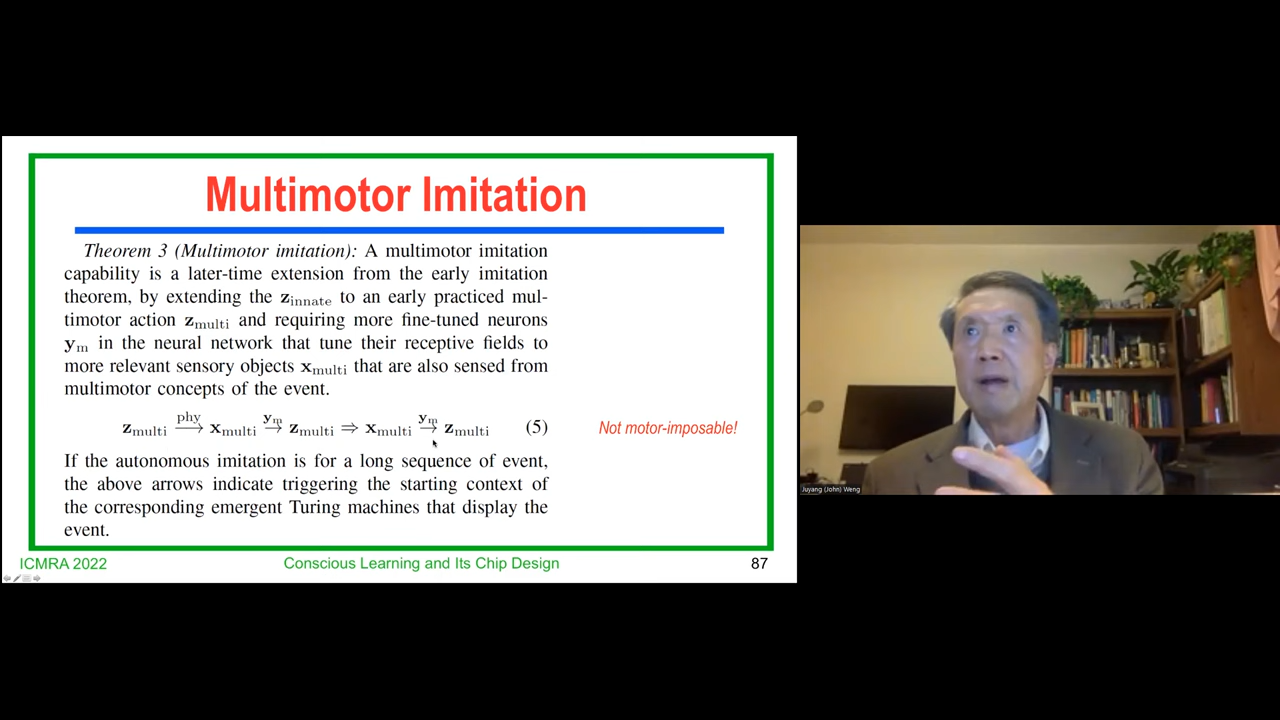 Multimotor Imitation
Theorem 3 (Multimotor imitation): A multimotor imitation
capability is a later-time extension from the early imitation
theorem, by extending the z_innate to an early practiced mul-
timotor action z_multi and requiring more fine-tuned neurons
y_m in the neural network that tune their receptive fields to
more relevant sensory objects x_multi that are also sensed from
multimotor concepts of the event.
z_multi \xrightarrow{phy} x_multi \xrightarrow{y_m} z_multi ⇒ x_multi \xrightarrow{y_m} z_multi (5)
Not motor-imposable!
If the autonomous imitation is for a long sequence of event,
the above arrows indicate triggering the starting context of
the corresponding emergent Turing machines that display the
event.
ICMRA 2022
Conscious Learning and Its Chip Design
87
Juyang (John) Weng